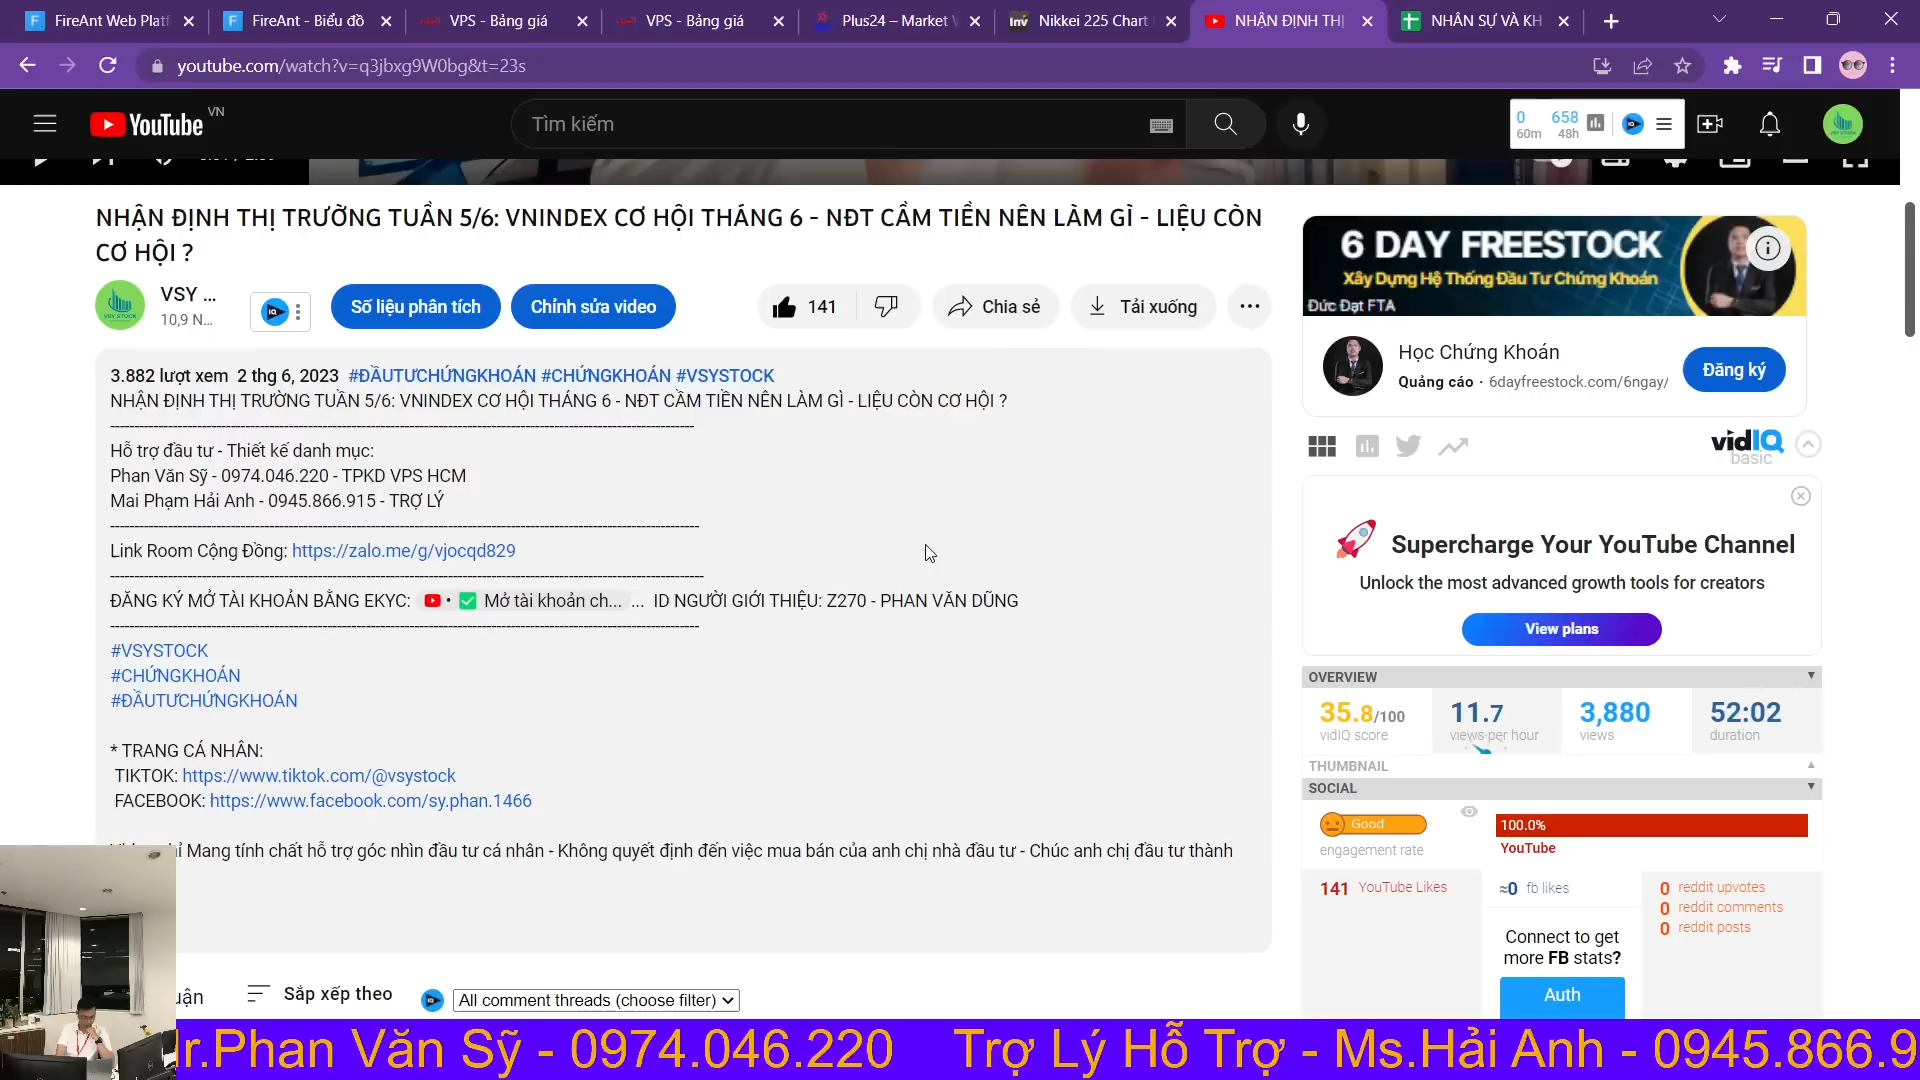 FireAnt Web Platf
FireAnt - Biểu đồ
VPS - Bảng giá
VPS - Bảng giá
Plus24 – Market
Nikkei 225 Chart
NHẬN ĐỊNH TH
NHÂN SỰ VÀ KH
youtube.com/watch?v=q3jbxg9W0bg&t=23s
YouTube VN
Tìm kiếm
0 658
60m 48h
NHẬN ĐỊNH THỊ TRƯỜNG TUẦN 5/6: VNINDEX CƠ HỘI THÁNG 6 - NĐT CẦM TIỀN NÊN LÀM GÌ - LIỆU CÒN
CƠ HỘI ?
VSY ...
10,9 N...
Số liệu phân tích
Chỉnh sửa video
141
Chia sẻ
Tải xuống
3.882 lượt xem 2 thg 6, 2023 #ĐẦUTƯCHỨNGKHOÁN #CHỨNGKHOÁN #VSYSTOCK
NHẬN ĐỊNH THỊ TRƯỜNG TUẦN 5/6: VNINDEX CƠ HỘI THÁNG 6 - NĐT CẦM TIỀN NÊN LÀM GÌ - LIỆU CÒN CƠ HỘI ?
Hỗ trợ đầu tư - Thiết kế danh mục:
Phan Văn Sỹ - 0974.046.220 - TPKD VPS HCM
Mai Phạm Hải Anh - 0945.866.915 - TRỢ LÝ
Link Room Cộng Đồng: https://zalo.me/g/vjocqd829
ĐĂNG KÝ MỞ TÀI KHOẢN BẰNG EKYC: • Mở tài khoản ch... ... ID NGƯỜI GIỚI THIỆU: Z270 - PHAN VĂN DŨNG
#VSYSTOCK
#CHỨNGKHOÁN
#ĐẦUTƯCHỨNGKHOÁN
* TRANG CÁ NHÂN:
TIKTOK: https://www.tiktok.com/@vsystock
FACEBOOK: https://www.facebook.com/sy.phan.1466
Mang tính chất hỗ trợ góc nhìn đầu tư cá nhân - Không quyết định đến việc mua bán của anh chị nhà đầu tư - Chúc anh chị đầu tư thành
Sắp xếp theo
All comment threads (choose filter)
6 DAY FREESTOCK
Xây Dựng Hệ Thống Đầu Tư Chứng Khoán
Đức Đạt FTA
Học Chứng Khoán
Quảng cáo · 6dayfreestock.com/6ngay/
Đăng ký
vidIQ
basic
Supercharge Your YouTube Channel
Unlock the most advanced growth tools for creators
View plans
OVERVIEW
35.8/100 11.7 3,880 52:02
vidIQ score views per hour views duration
THUMBNAIL
SOCIAL
Good
engagement rate
100.0%
YouTube
141 YouTube Likes
≈0 fb likes
0 reddit upvotes
0 reddit comments
0 reddit posts
Connect to get
more FB stats?
Auth
r.Phan Văn Sỹ - 0974.046.220 Trợ Lý Hỗ Trợ - Ms.Hải Anh - 0945.866.9